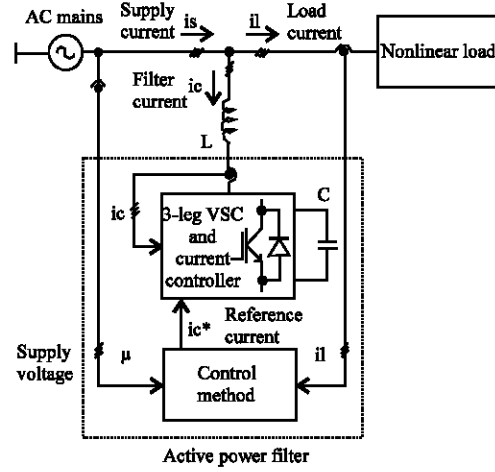 AC mains
Supply
current
is
il
Load
current
Nonlinear load
Filter
current
ic
L
ic
3-leg VSC
and
current
controller
C
ic*
Reference
current
Supply
voltage
μ
Control
method
il
Active power filter